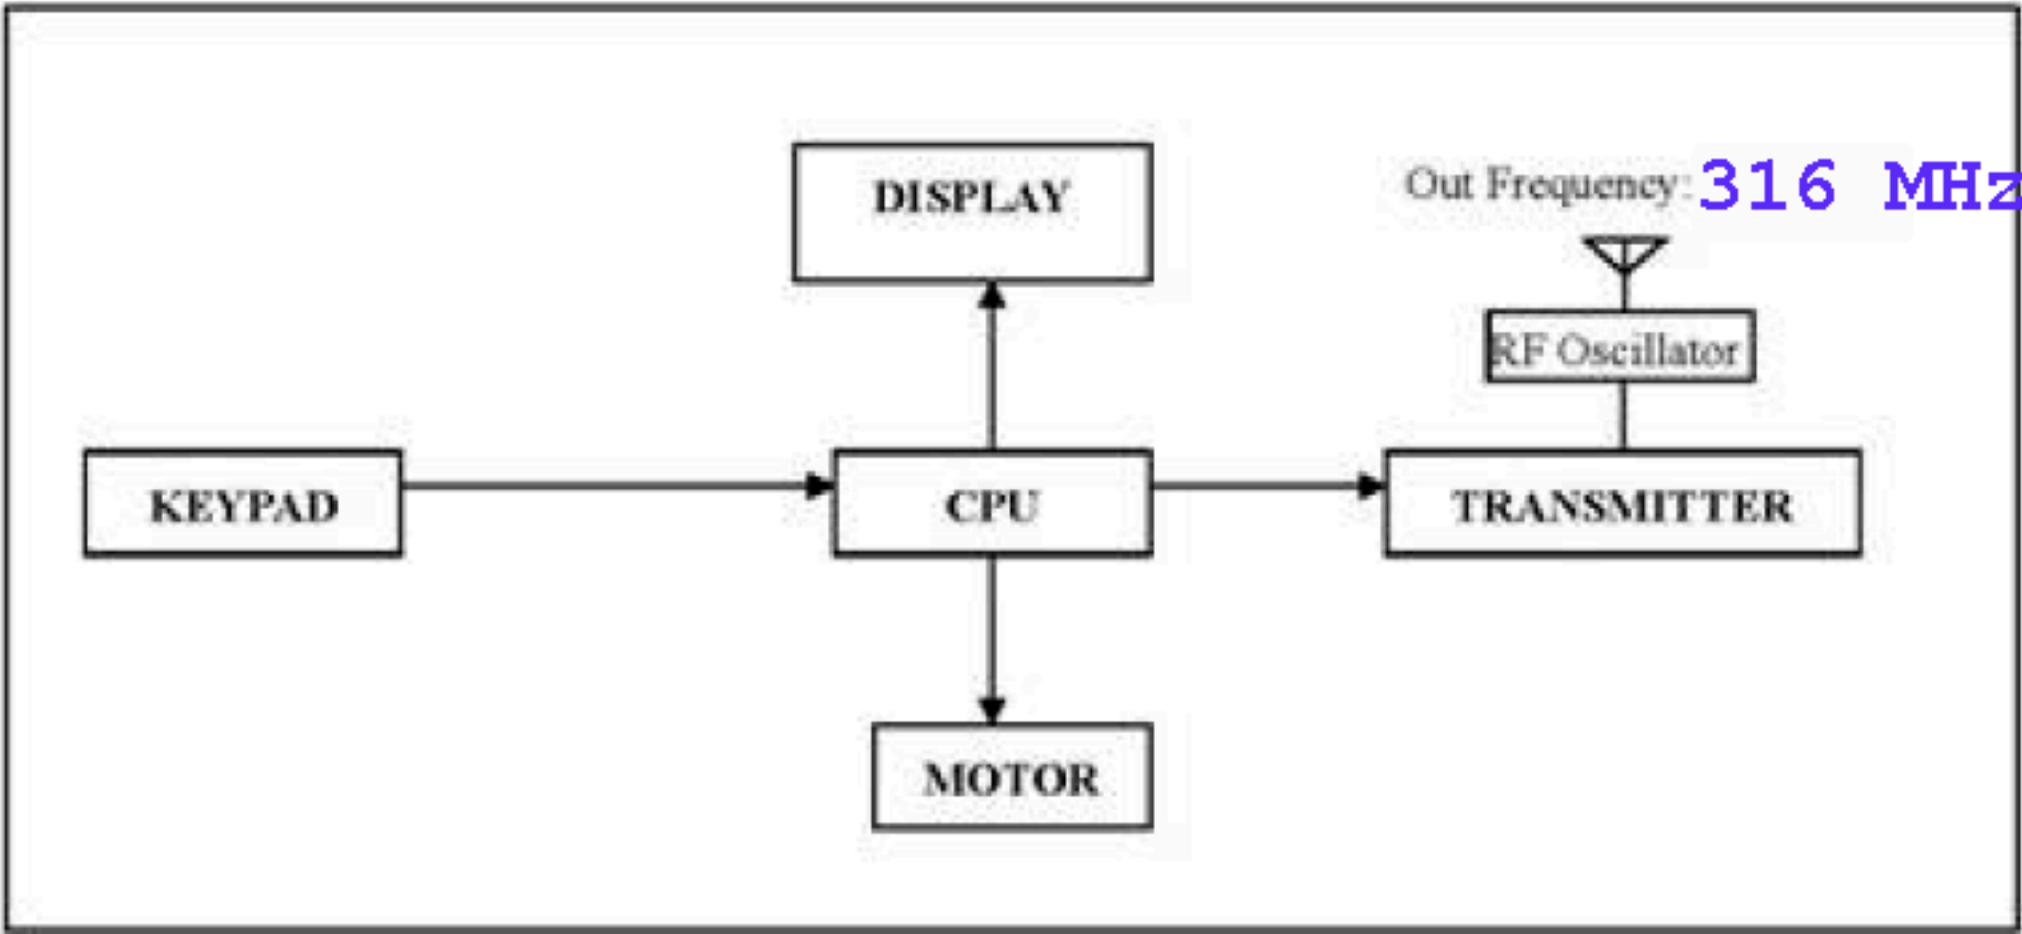 DISPLAY
Out Frequency: 316 MHz
RF Oscillator
KEYPAD
CPU
TRANSMITTER
MOTOR